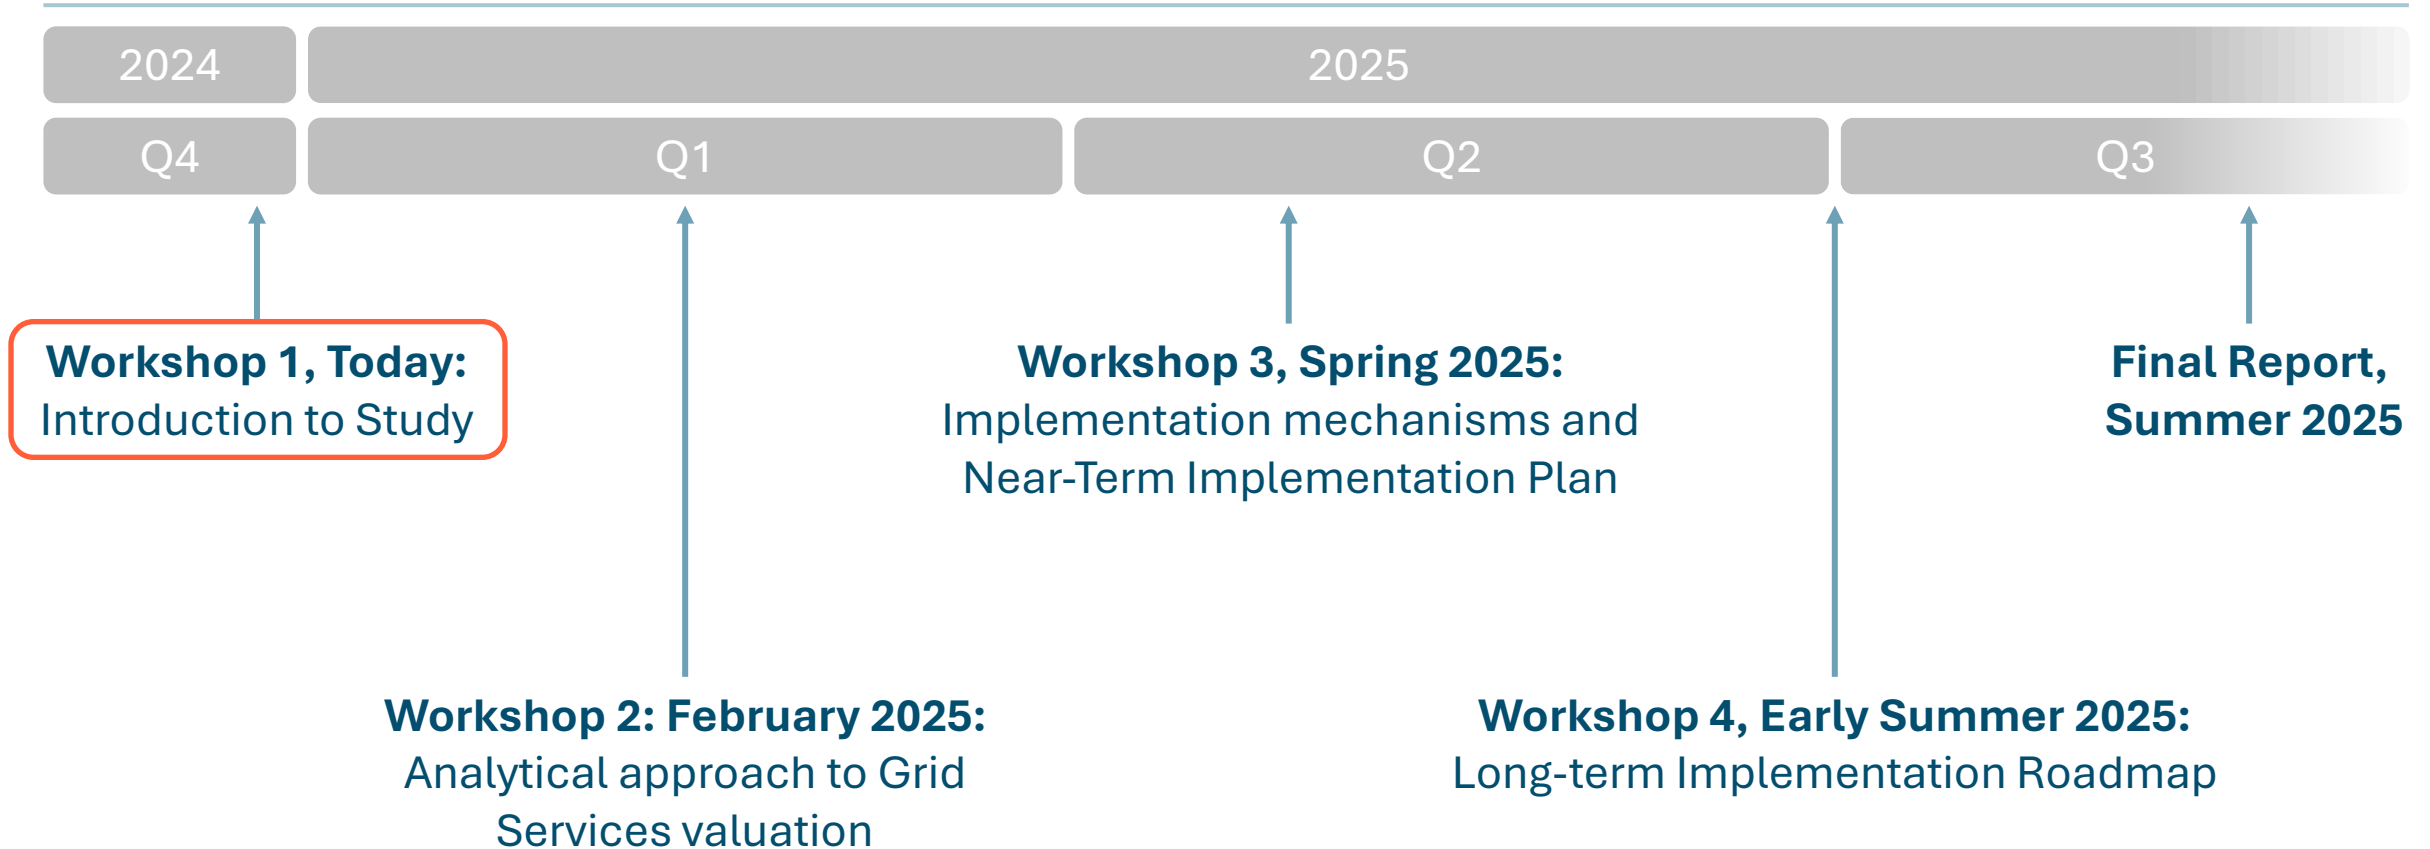 2024
2025
Q4
Q1
Q2
Q3
Workshop 1, Today:
Introduction to Study
Workshop 3, Spring 2025:
Implementation mechanisms and
Near-Term Implementation Plan
Final Report,
Summer 2025
Workshop 2: February 2025:
Analytical approach to Grid
Services valuation
Workshop 4, Early Summer 2025:
Long-term Implementation Roadmap